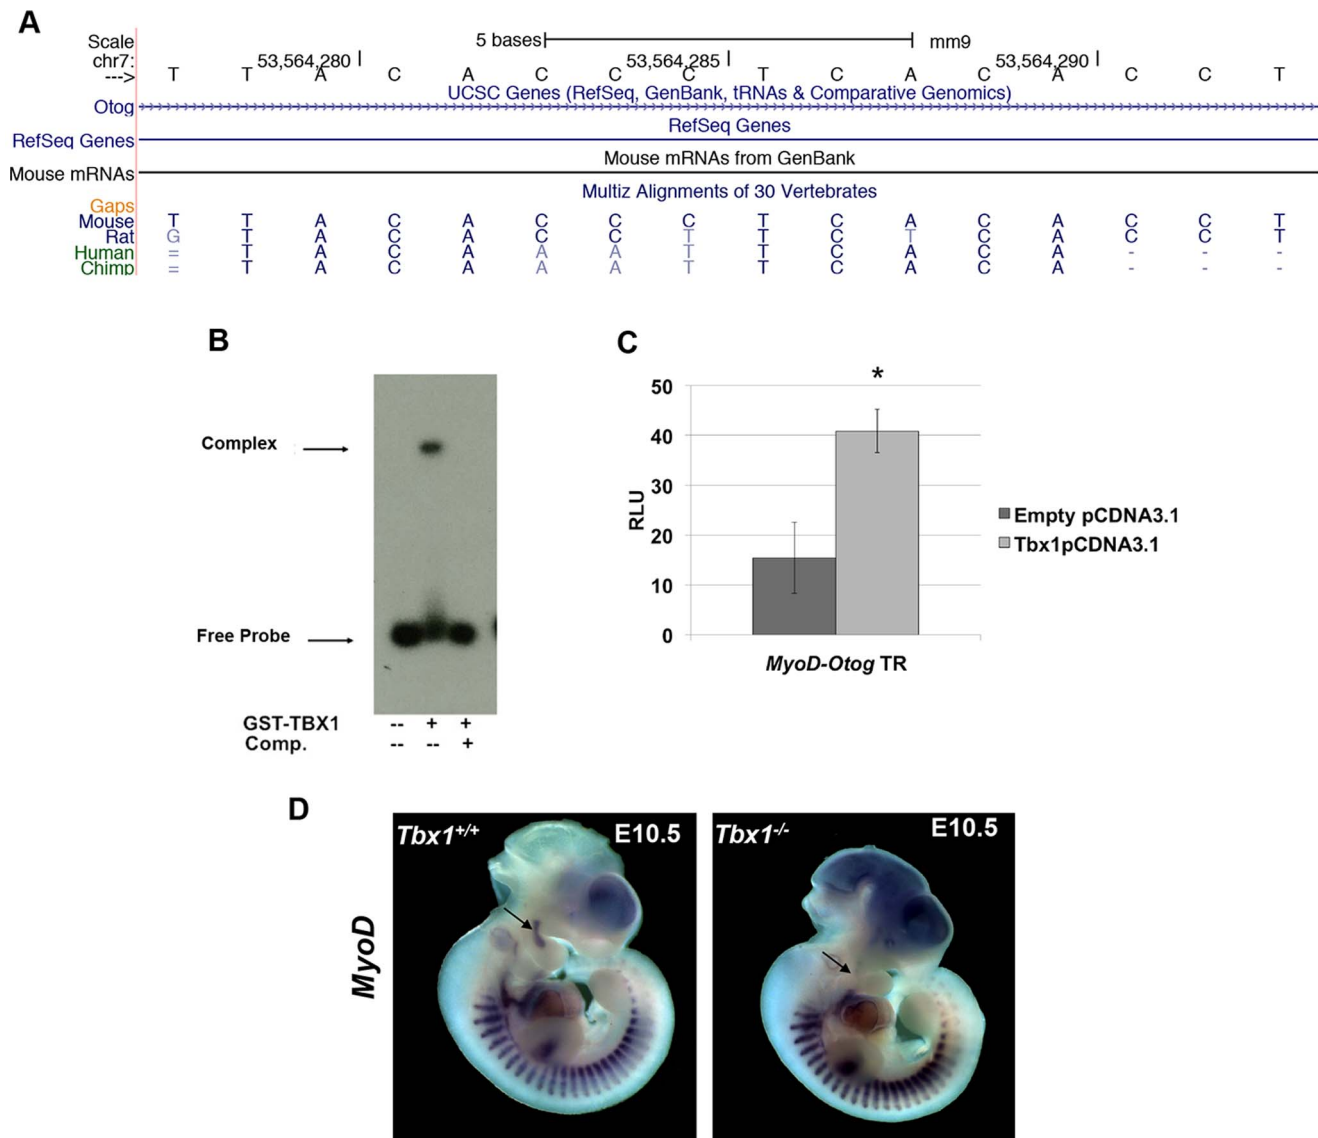 A
Scale 5 bases mm9
chr7: 53,564,280 53,564,285 53,564,290
---> T T A C A C C C T C A C A C C T
UCSC Genes (RefSeq, GenBank, tRNAs & Comparative Genomics)
Otog
RefSeq Genes
RefSeq Genes
Mouse mRNAs from GenBank
Mouse mRNAs
Multiz Alignments of 30 Vertebrates
Gaps
Mouse T T A C A C C C T C A C A C C T
Rat G T A C A C C T T C T C A C C T
Human = T A C A A A T T C A C A - - -
Chimp = T A C A A A T T C A C A - - -
B
Complex
Free Probe
GST-TBX1 -- + +
Comp. -- -- +
C
*
50
40
30
20
10
0
RLU
MyoD-Otog TR
Empty pCDNA3.1
Tbx1pCDNA3.1
D
MyoD
Tbx1+/+ E10.5
Tbx1-/- E10.5